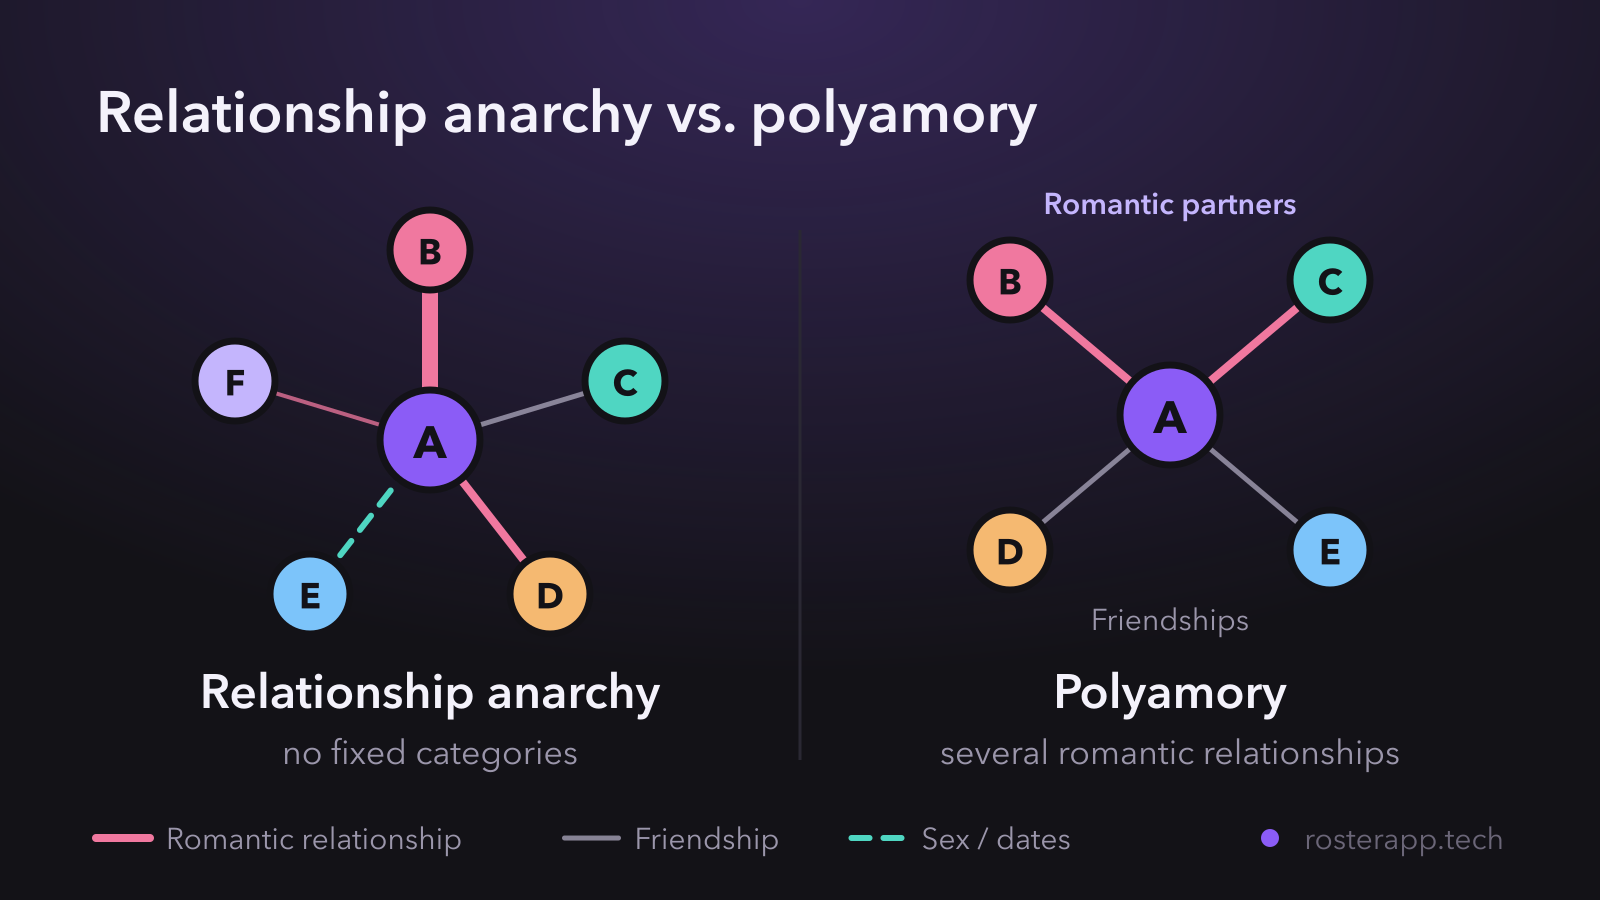 Relationship anarchy vs. polyamory
B
F
C
A
E
D
Relationship anarchy
no fixed categories
Romantic partners
B
C
A
D
E
Friendships
Polyamory
several romantic relationships
Romantic relationship
Friendship
Sex / dates
rosterapp.tech